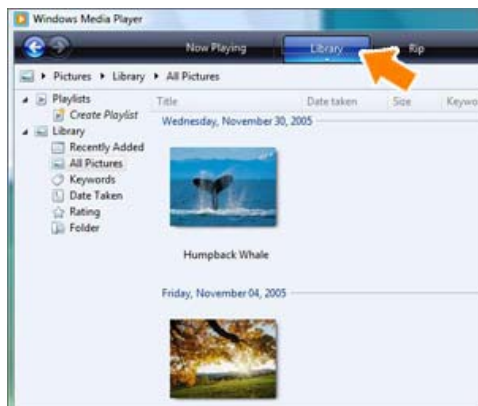 Windows Media Player
Now Playing Library Rip
Pictures Library All Pictures
Playlists
Create Playlist
Library
Recently Added
All Pictures
Keywords
Date Taken
Rating
Folder
Title Date taken Size Keywo
Wednesday, November 30, 2005
Humpback Whale
Friday, November 04, 2005